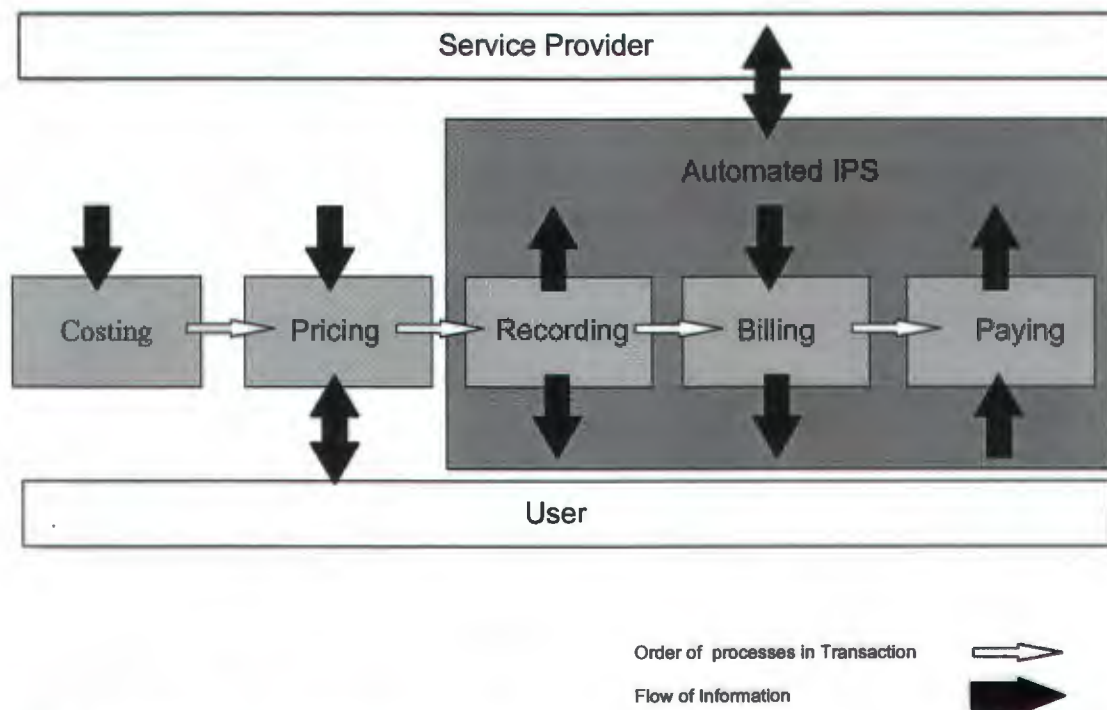 Service Provider
Automated IPS
Costing
Pricing
Recording
Billing
Paying
User
Order of processes in Transaction
Flow of Information